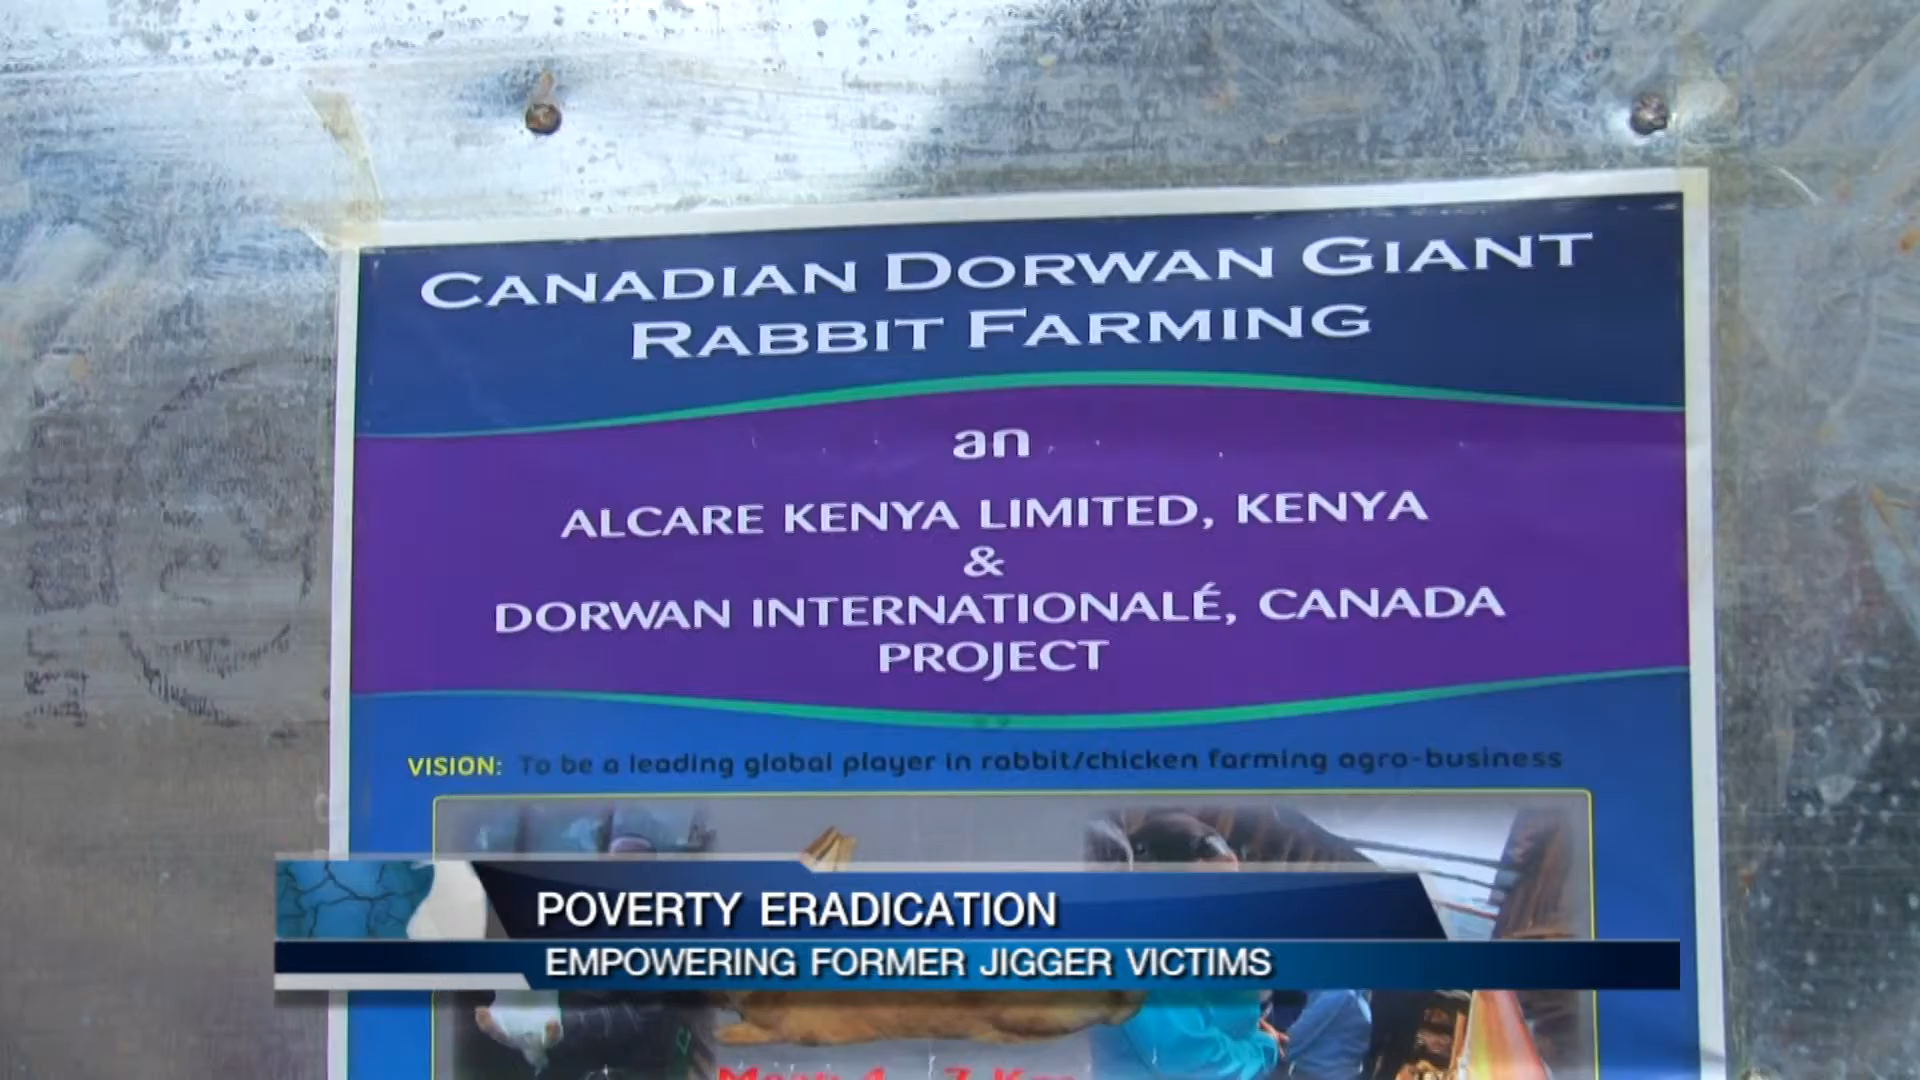 CANADIAN DORWAN GIANT
RABBIT FARMING
an
ALCARE KENYA LIMITED, KENYA
&
DORWAN INTERNATIONALÉ, CANADA
PROJECT
VISION: To be a leading global player in rabbit/chicken farming agro-business
POVERTY ERADICATION
EMPOWERING FORMER JIGGER VICTIMS